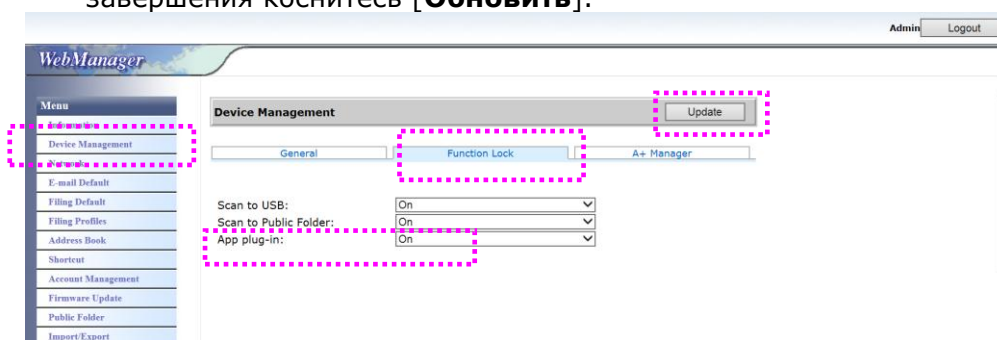 завершения коснитесь [Обновить].
Admin Logout
WebManager
Menu
Information
Device Management
Network
E-mail Default
Filing Default
Filing Profiles
Address Book
Shortcut
Account Management
Firmware Update
Public Folder
Import/Export
Device Management Update
General Function Lock A+ Manager
Scan to USB: On
Scan to Public Folder: On
App plug-in: On